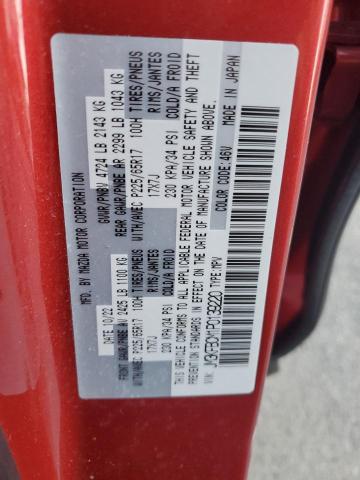 MFD. BY MAZDA MOTOR CORPORATION
DATE: 10/22 GWVR/PNBV 4724 LB 2143 KG
FRONT GAWR/PNBE AV 2425 LB 1100 KG REAR GAWR/PNBE AR 2299 LB 1043 KG
WITH/AVEC P225/65R17 100H TIRES/PNEUS WITH/AVEC P225/65R17 100H TIRES/PNEUS
17X7J RIMS/JANTES 17X7J RIMS/JANTES
230 KPA/34 PSI COLD/A FROID 230 KPA/34 PSI COLD/A FROID
THIS VEHICLE CONFORMS TO ALL APPLICABLE FEDERAL MOTOR VEHICLE SAFETY AND THEFT
PREVENTION STANDARDS IN EFFECT ON THE DATE OF MANUFACTURE SHOWN ABOVE.
TYPE: MPV COLOR CODE: 46V MADE IN JAPAN